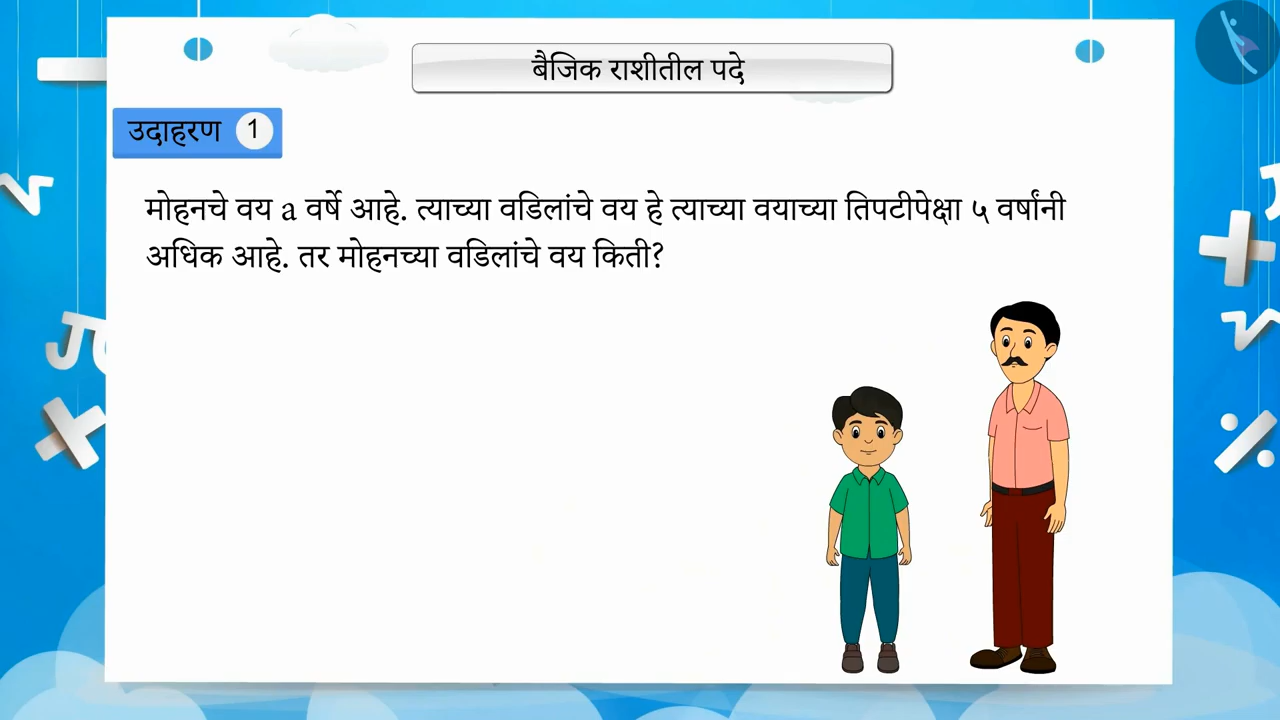 बैजिक राशीतील पदे
उदाहरण 1
मोहनचे वय a वर्षे आहे. त्याच्या वडिलांचे वय हे त्याच्या वयाच्या तिपटीपेक्षा ५ वर्षांनी
अधिक आहे. तर मोहनच्या वडिलांचे वय किती?